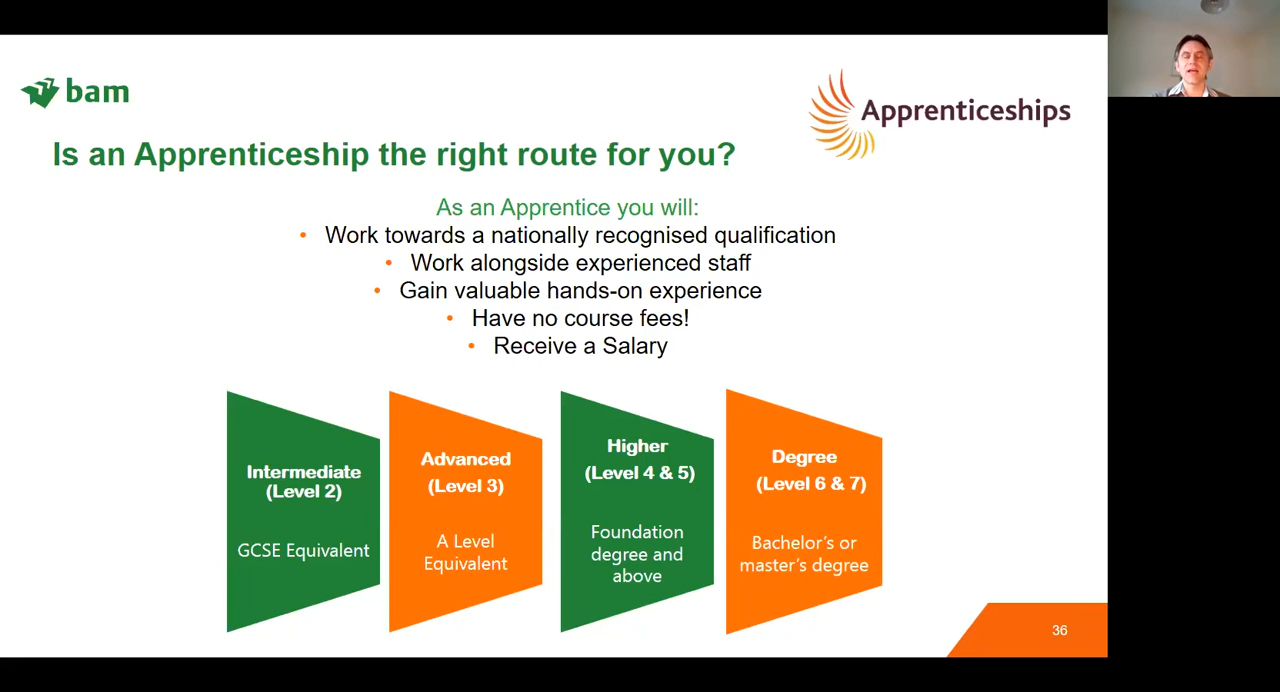 bam
Apprenticeships
Is an Apprenticeship the right route for you?
As an Apprentice you will:
• Work towards a nationally recognised qualification
• Work alongside experienced staff
• Gain valuable hands-on experience
• Have no course fees!
• Receive a Salary
Intermediate
(Level 2)
GCSE Equivalent
Advanced
(Level 3)
A Level
Equivalent
Higher
(Level 4 & 5)
Foundation
degree and
above
Degree
(Level 6 & 7)
Bachelor's or
master's degree
36